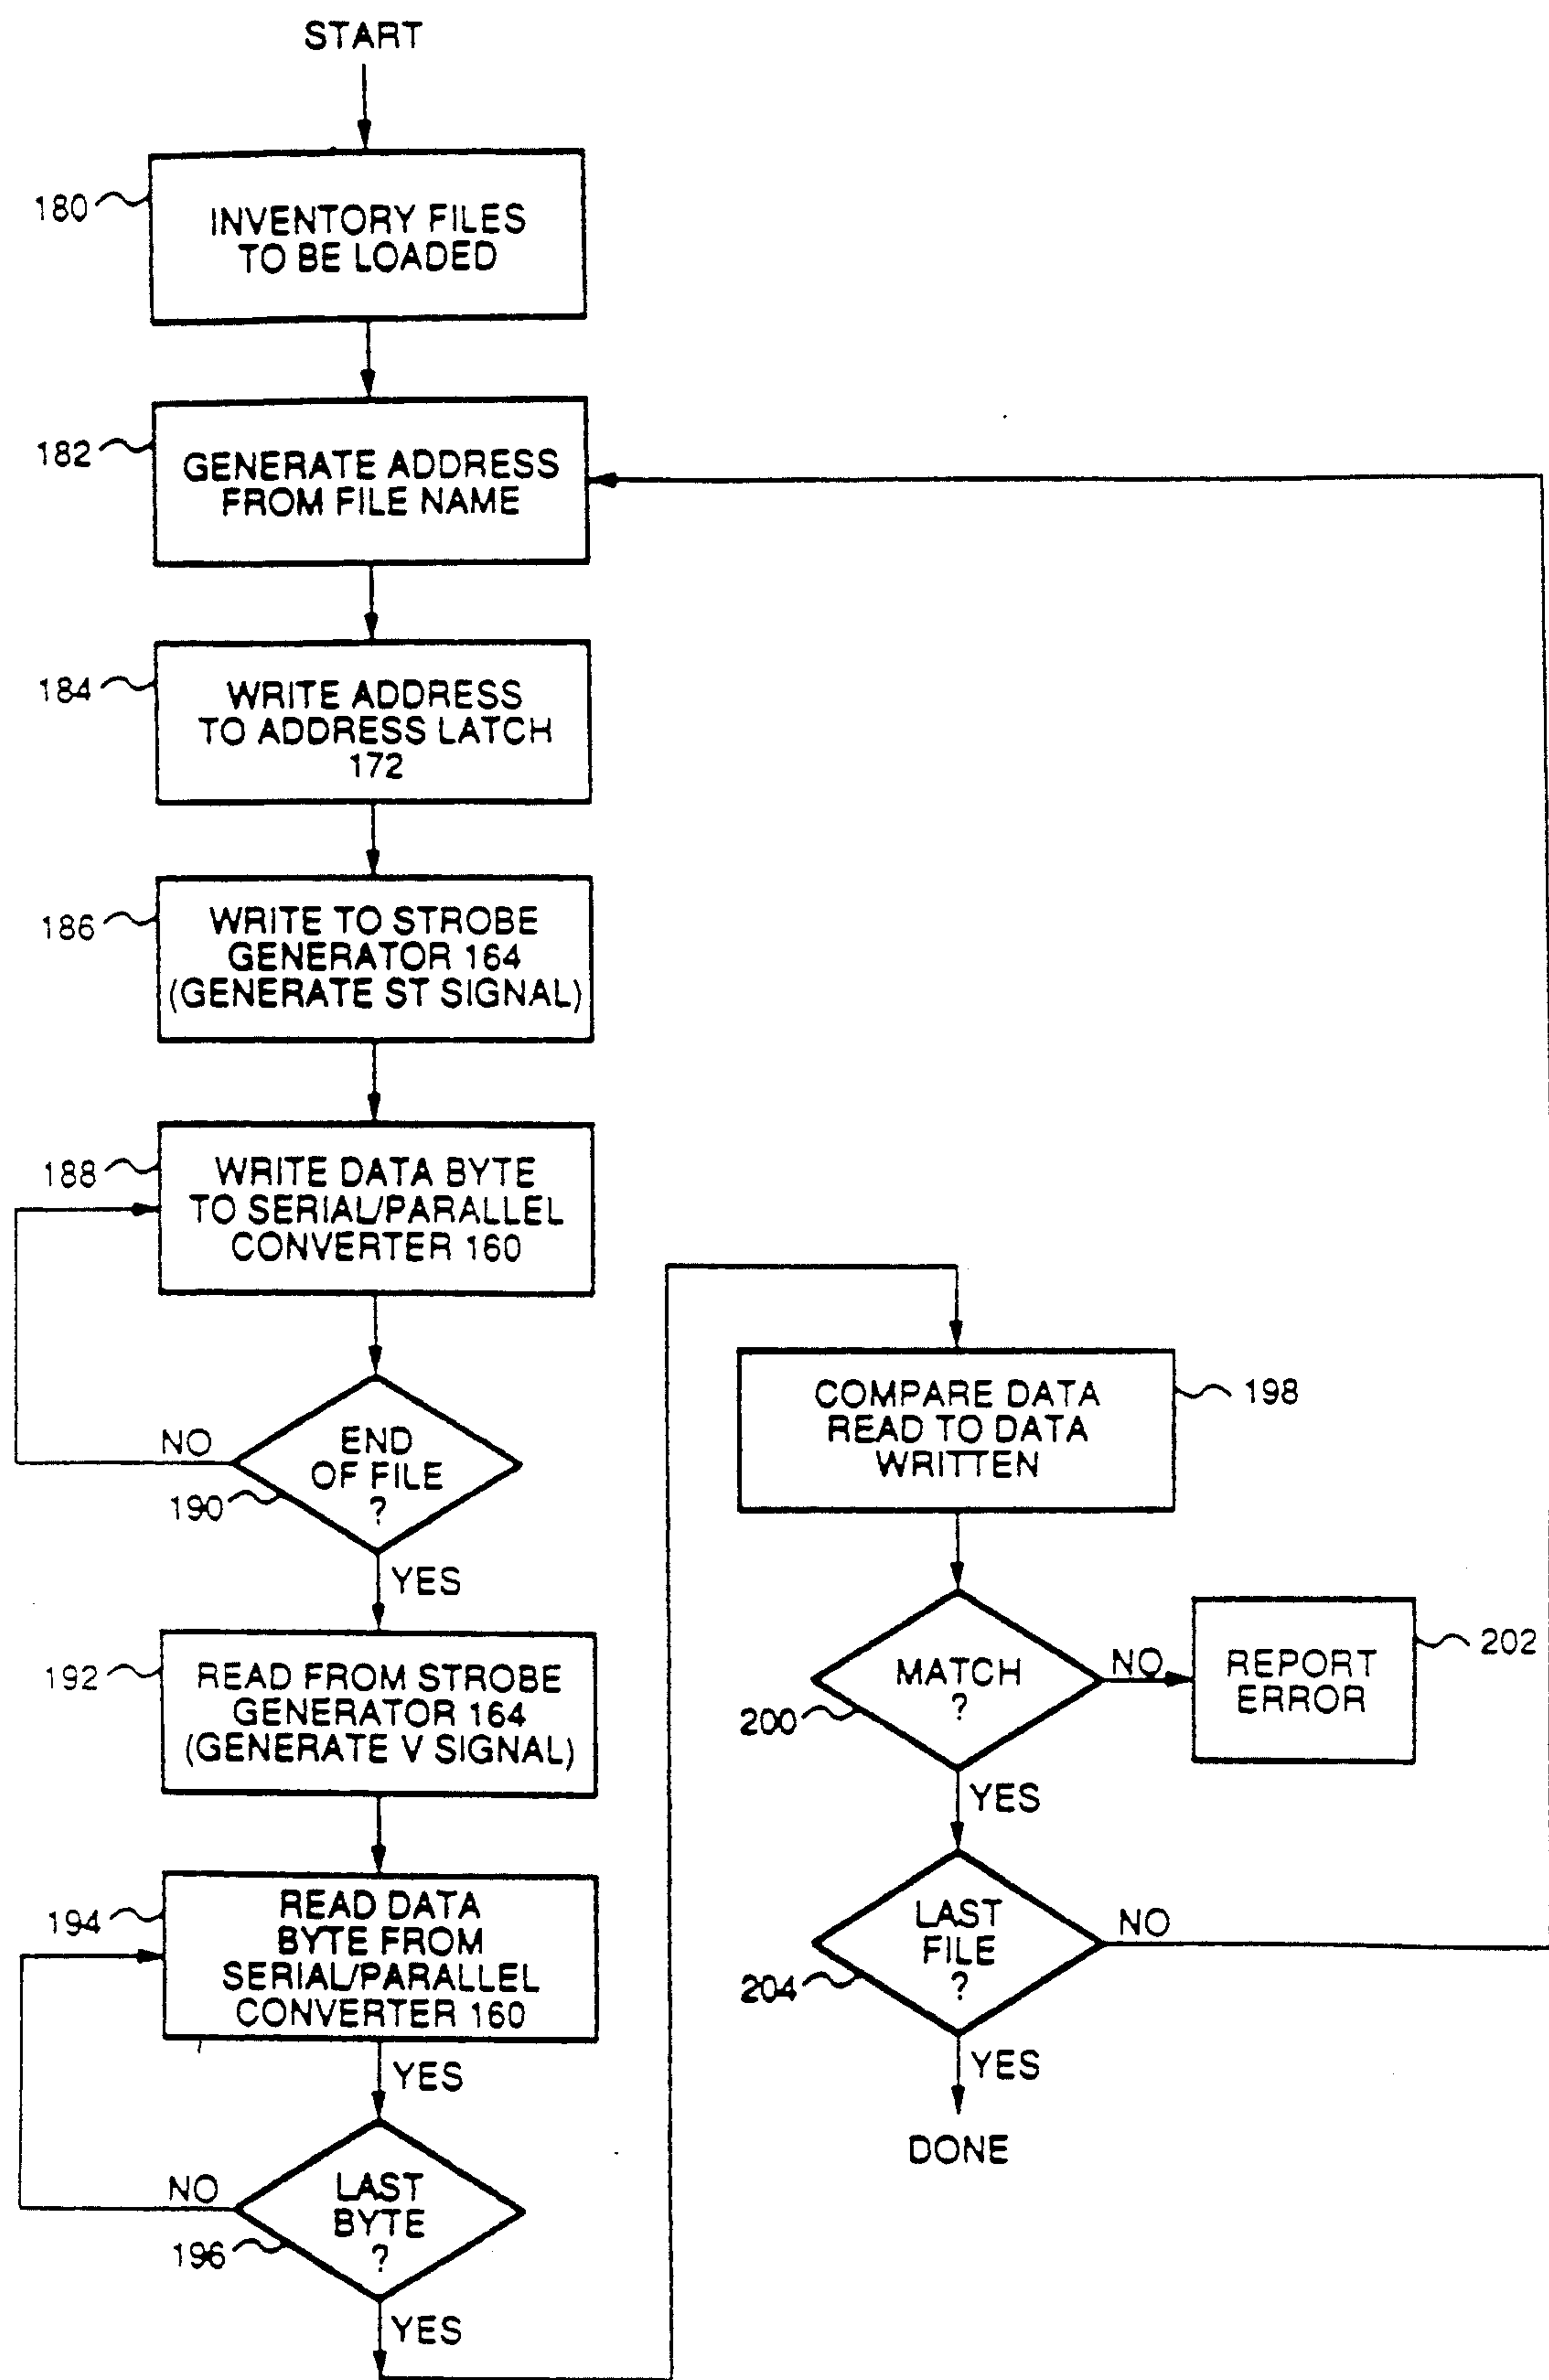 START
180
INVENTORY FILES
TO BE LOADED
182
GENERATE ADDRESS
FROM FILE NAME
184
WRITE ADDRESS
TO ADDRESS LATCH
172
186
WRITE TO STROBE
GENERATOR 164
(GENERATE ST SIGNAL)
188
WRITE DATA BYTE
TO SERIAL/PARALLEL
CONVERTER 160
NO
END
OF FILE
?
190
YES
192
READ FROM STROBE
GENERATOR 164
(GENERATE V SIGNAL)
194
READ DATA
BYTE FROM
SERIAL/PARALLEL
CONVERTER 160
YES
NO
LAST
BYTE
?
196
YES
COMPARE DATA
READ TO DATA
WRITTEN
198
MATCH
?
200
NO
REPORT
ERROR
202
YES
LAST
FILE
?
204
NO
YES
DONE